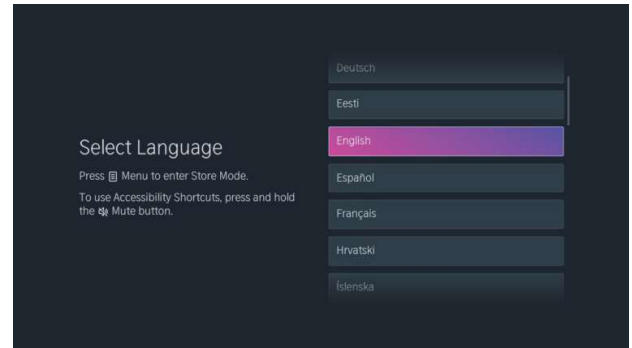 Select Language
Press Menu to enter Store Mode.
To use Accessibility Shortcuts, press and hold
the Mute button.
Deutsch
Eesti
English
Español
Français
Hrvatski
Íslenska